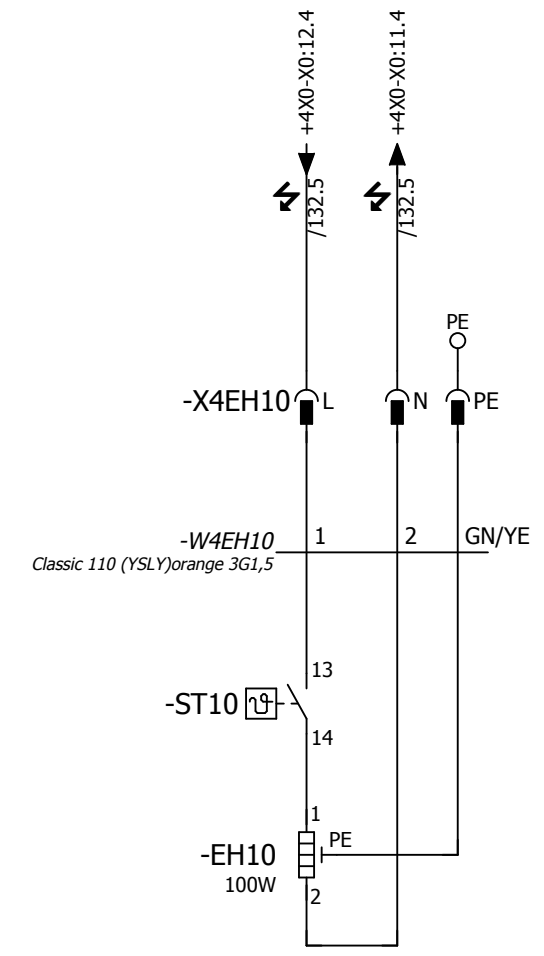 +4X0-X0:12.4
+4X0-X0:11.4
/132.5
/132.5
PE
-X4EH10 L N PE
-W4EH10 1 2 GN/YE
Classic 110 (YSLY)orange 3G1,5
13
-ST10 ϑ
14
1
-EH10 PE
100W
2